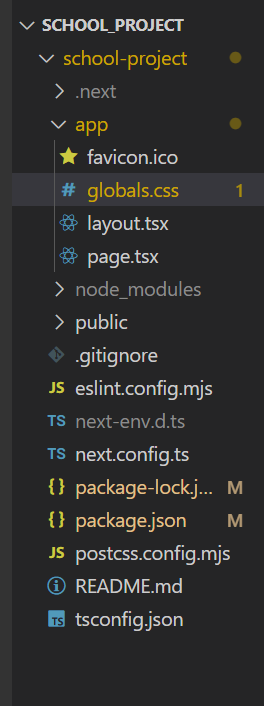 SCHOOL_PROJECT
school-project
.next
app
favicon.ico
# globals.css 1
layout.tsx
page.tsx
node_modules
public
.gitignore
JS eslint.config.mjs
TS next-env.d.ts
TS next.config.ts
{} package-lock.j... M
{} package.json M
JS postcss.config.mjs
README.md
TS tsconfig.json